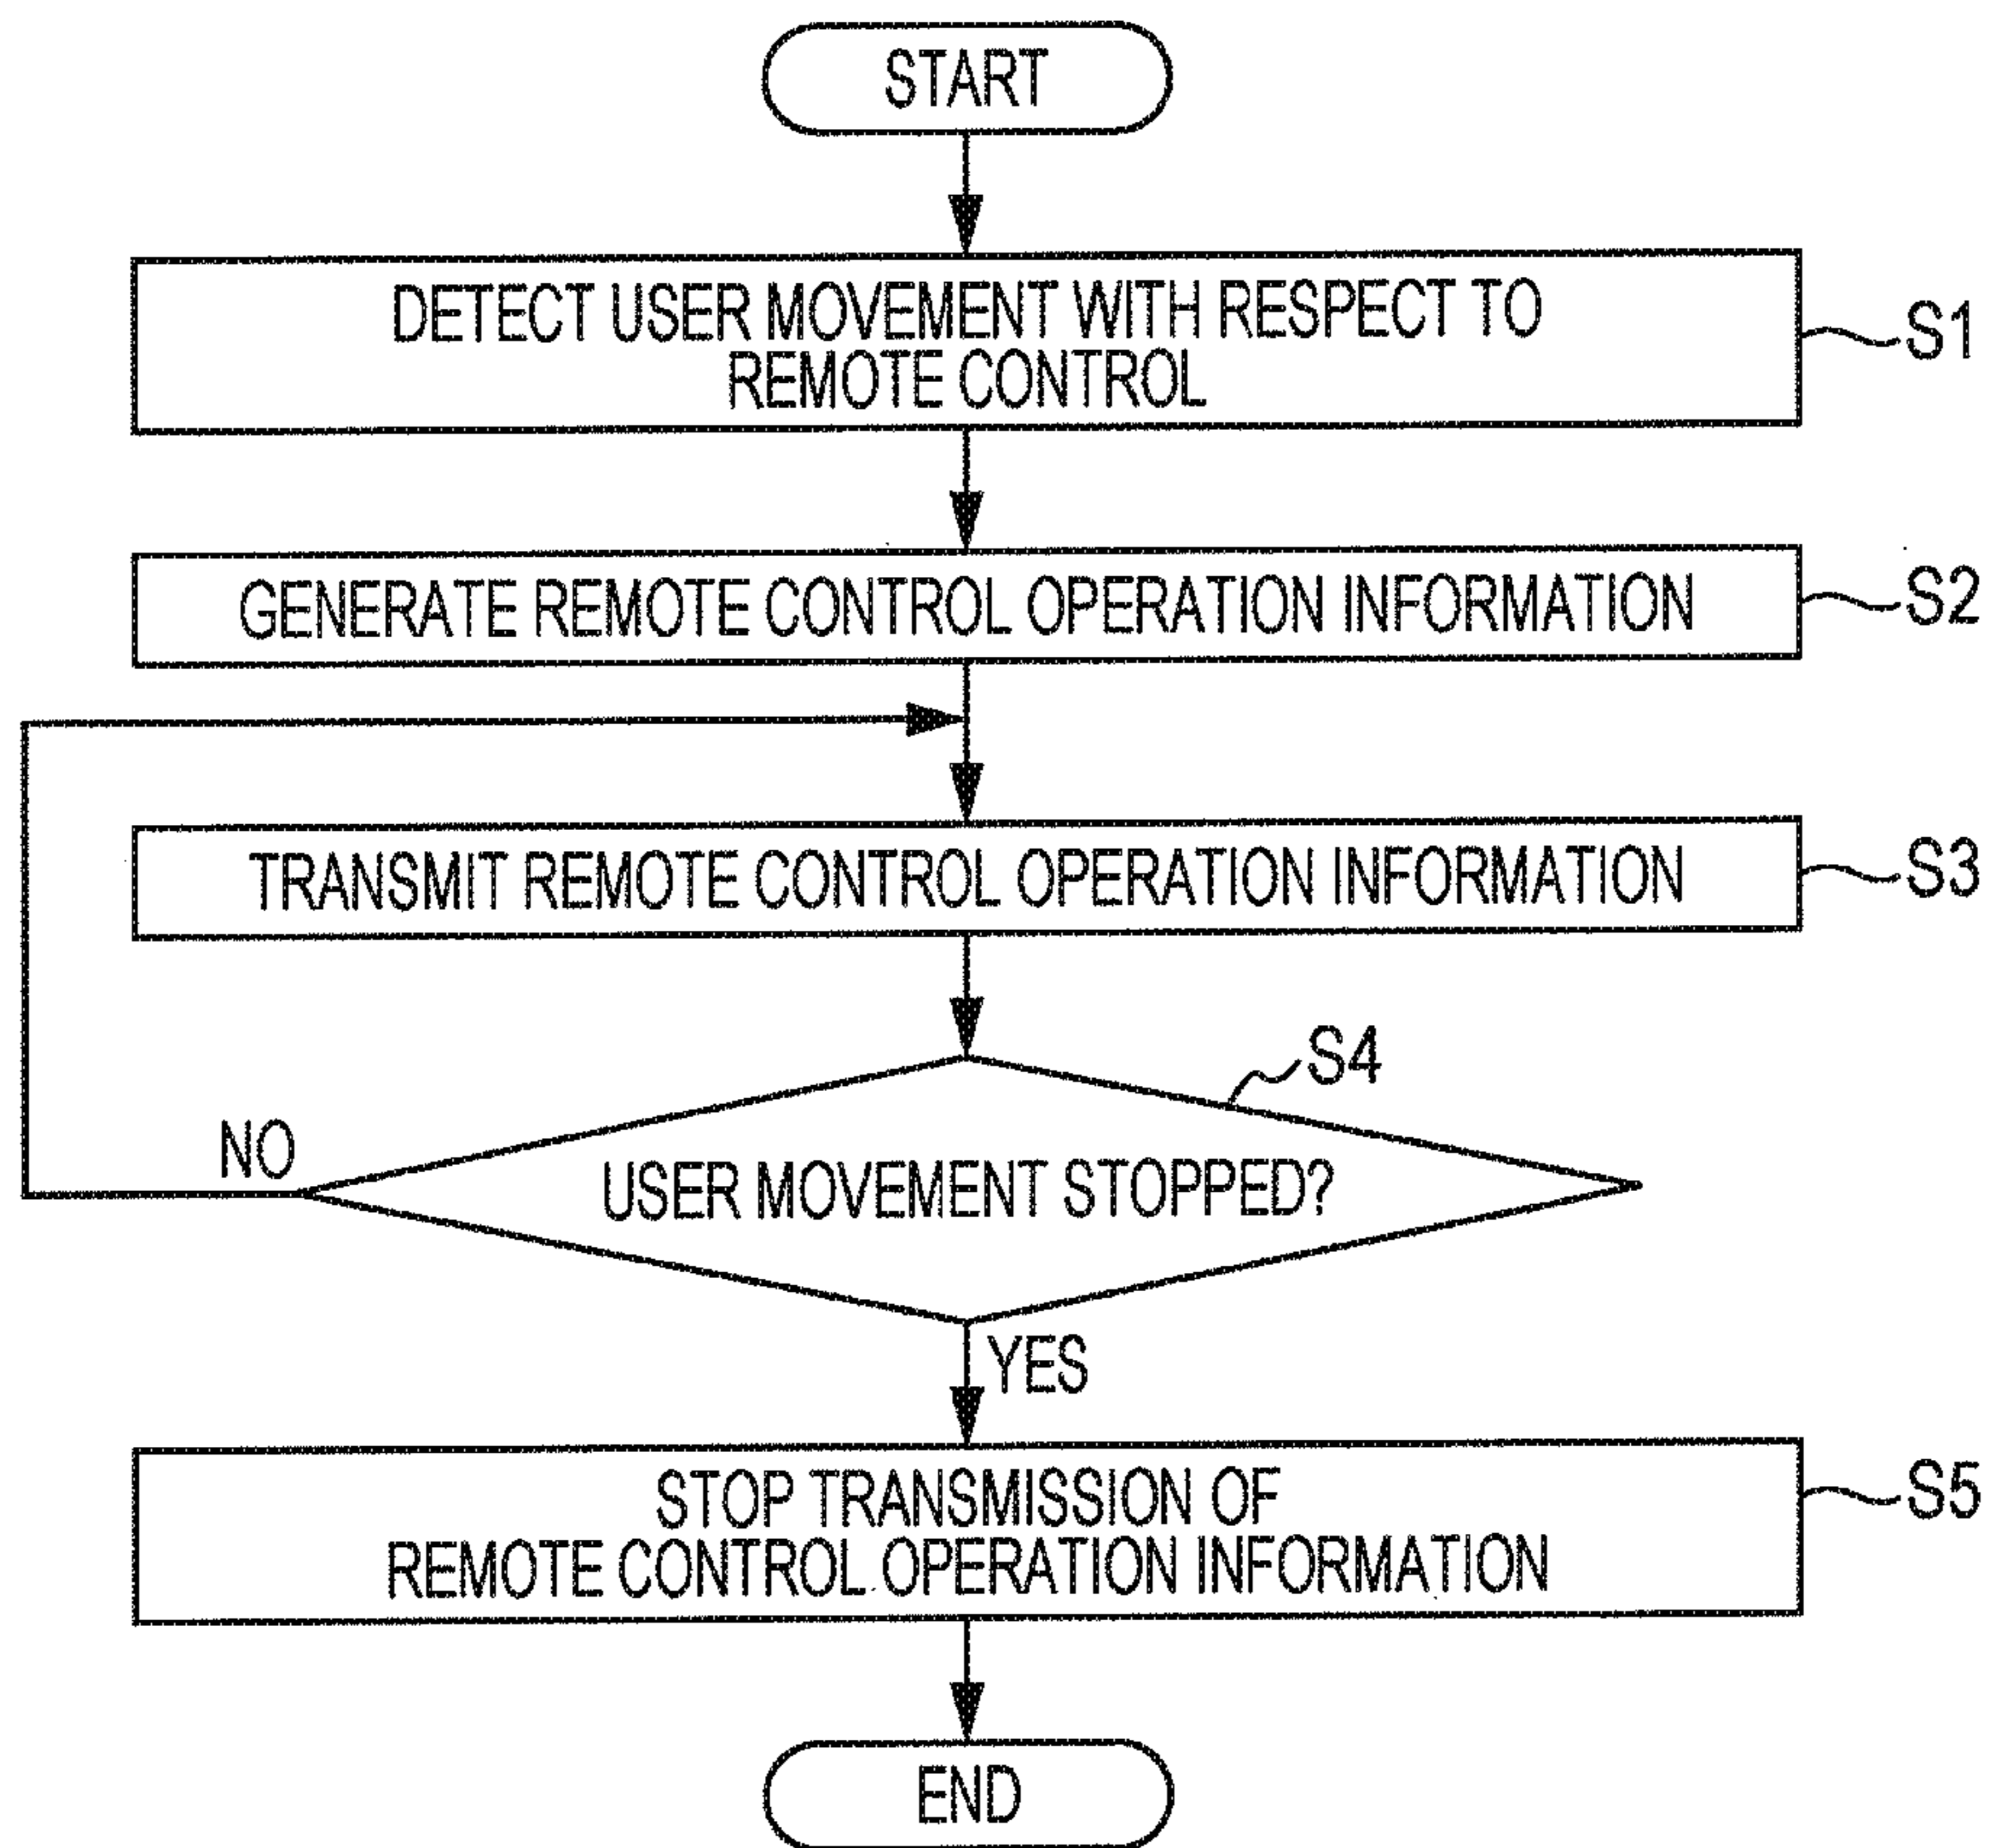 START
DETECT USER MOVEMENT WITH RESPECT TO
REMOTE CONTROL
S1
GENERATE REMOTE CONTROL OPERATION INFORMATION
S2
TRANSMIT REMOTE CONTROL OPERATION INFORMATION
S3
S4
NO
USER MOVEMENT STOPPED?
YES
STOP TRANSMISSION OF
REMOTE CONTROL OPERATION INFORMATION
S5
END